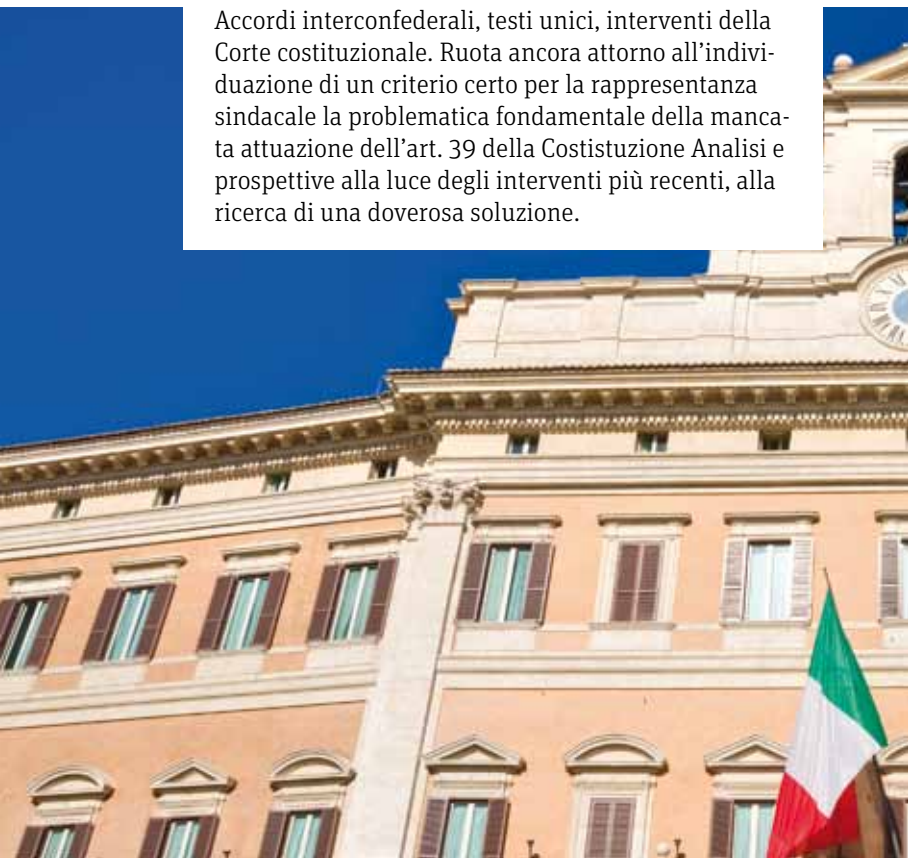 Accordi interconfederali, testi unici, interventi della
Corte costituzionale. Ruota ancora attorno all’indivi-
duazione di un criterio certo per la rappresentanza
sindacale la problematica fondamentale della manca-
ta attuazione dell’art. 39 della Costistuzione Analisi e
prospettive alla luce degli interventi più recenti, alla
ricerca di una doverosa soluzione.